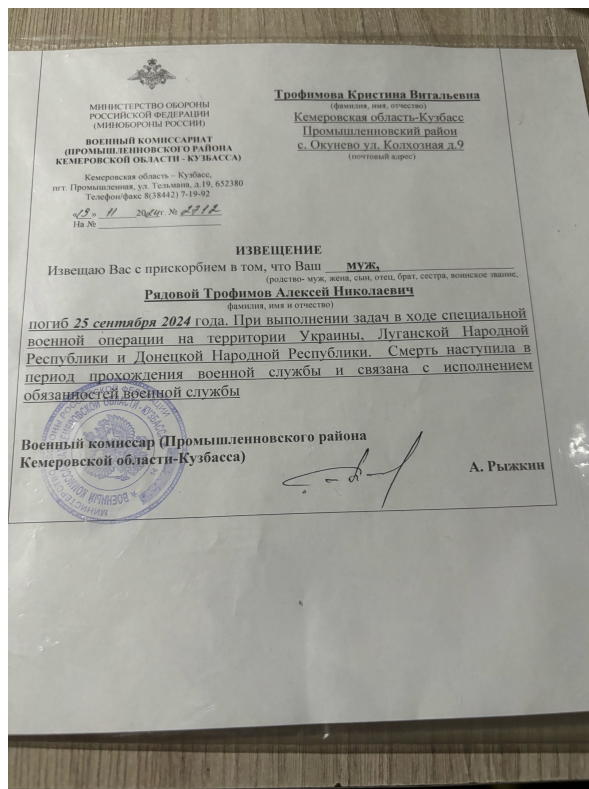 МИНИСТЕРСТВО ОБОРОНЫ
РОССИЙСКОЙ ФЕДЕРАЦИИ
(МИНОБОРОНЫ РОССИИ)
ВОЕННЫЙ КОМИССАРИАТ
(ПРОМЫШЛЕННОВСКОГО РАЙОНА
КЕМЕРОВСКОЙ ОБЛАСТИ - КУЗБАССА)
Кемеровская область – Кузбасс,
пгт. Промышленная, ул. Тельмана, д.19, 652380
Телефон/факс 8(38442) 7-19-92
«19» 11 2024г. № 2712
На №
Трофимова Кристина Витальевна
(фамилия, имя, отчество)
Кемеровская область-Кузбасс
Промышленновский район
с. Окунево ул. Колхозная д.9
(почтовый адрес)
ИЗВЕЩЕНИЕ
Извещаю Вас с прискорбием в том, что Ваш муж,
(родство- муж, жена, сын, отец, брат, сестра, воинское звание,
Рядовой Трофимов Алексей Николаевич
фамилия, имя и отчество)
погиб 25 сентября 2024 года. При выполнении задач в ходе специальной
военной операции на территории Украины, Луганской Народной
Республики и Донецкой Народной Республики. Смерть наступила в
период прохождения военной службы и связана с исполнением
обязанностей военной службы
Военный комиссар (Промышленновского района
Кемеровской области-Кузбасса)
А. Рыжкин